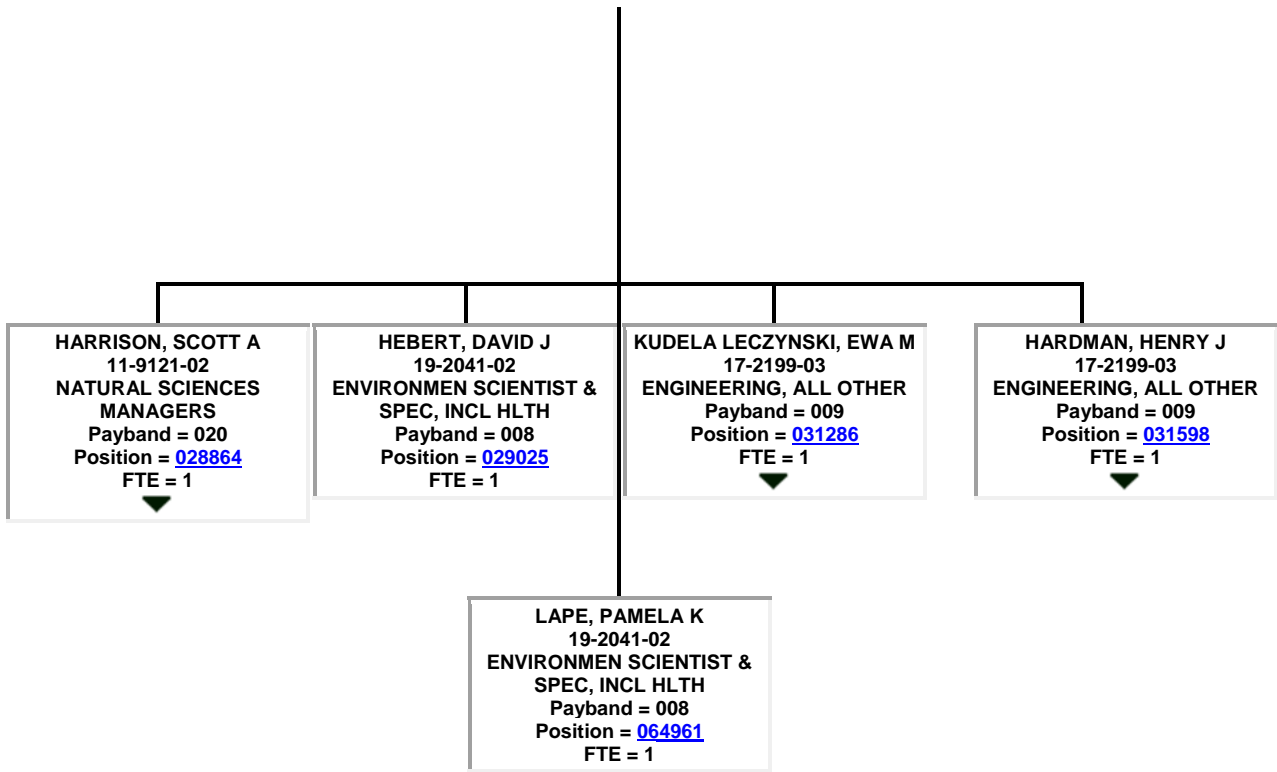 HARRISON, SCOTT A
11-9121-02
NATURAL SCIENCES
MANAGERS
Payband = 020
Position = 028864
FTE = 1
HEBERT, DAVID J
19-2041-02
ENVIRONMEN SCIENTIST &
SPEC, INCL HLTH
Payband = 008
Position = 029025
FTE = 1
KUDELA LECZYNSKI, EWA M
17-2199-03
ENGINEERING, ALL OTHER
Payband = 009
Position = 031286
FTE = 1
HARDMAN, HENRY J
17-2199-03
ENGINEERING, ALL OTHER
Payband = 009
Position = 031598
FTE = 1
LAPE, PAMELA K
19-2041-02
ENVIRONMEN SCIENTIST &
SPEC, INCL HLTH
Payband = 008
Position = 064961
FTE = 1